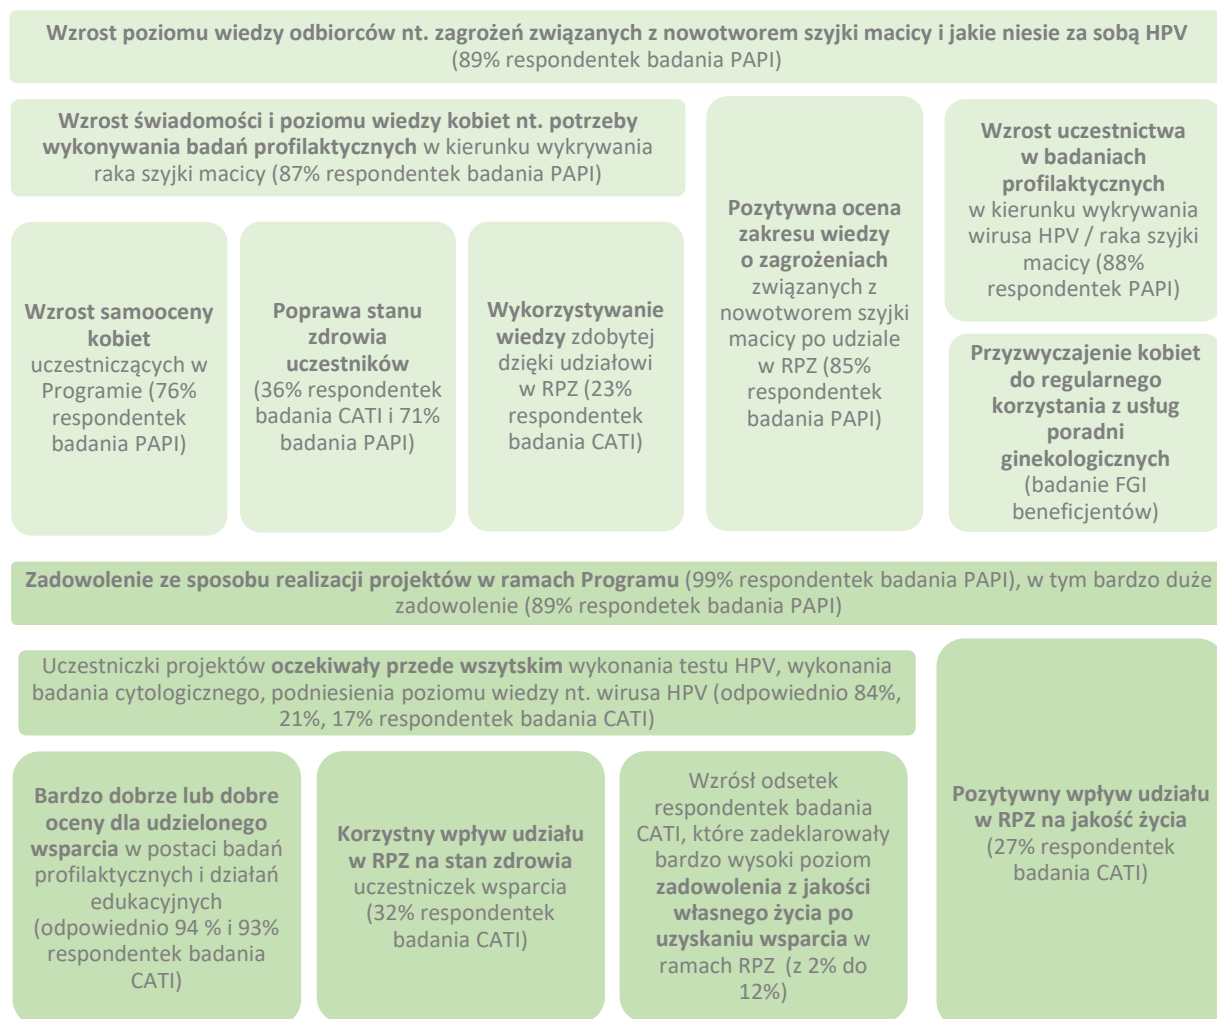 Wzrost poziomu wiedzy odbiorców nt. zagrożeń związanych z nowotworem szyjki macicy i jakie niesie za sobą HPV
(89% respondentek badania PAPI)
Wzrost świadomości i poziomu wiedzy kobiet nt. potrzeby
wykonywania badań profilaktycznych w kierunku wykrywania
raka szyjki macicy (87% respondentek badania PAPI)
Wzrost samooceny
kobiet
uczestniczących w
Programie (76%
respondentek
badania PAPI)
Poprawa stanu
zdrowia
uczestników
(36% respondentek
badania CATI i 71%
badania PAPI)
Wykorzystywanie
wiedzy zdobytej
dzięki udziałowi
w RPZ (23%
respondentek
badania CATI)
Pozytywna ocena
zakresu wiedzy
o zagrożeniach
związanych z
nowotworem szyjki
macicy po udziale
w RPZ (85%
respondentek
badania PAPI)
Wzrost uczestnictwa
w badaniach
profilaktycznych
w kierunku wykrywania
wirusa HPV / raka szyjki
macicy (88%
respondentek PAPI)
Przyzwyczajenie kobiet
do regularnego
korzystania z usług
poradni
ginekologicznych
(badanie FGI
beneficjentów)
Zadowolenie ze sposobu realizacji projektów w ramach Programu (99% respondentek badania PAPI), w tym bardzo duże
zadowolenie (89% respondetek badania PAPI)
Uczestniczki projektów oczekiwały przede wszytskim wykonania testu HPV, wykonania
badania cytologicznego, podniesienia poziomu wiedzy nt. wirusa HPV (odpowiednio 84%,
21%, 17% respondentek badania CATI)
Bardzo dobrze lub dobre
oceny dla udzielonego
wsparcia w postaci badań
profilaktycznych i działań
edukacyjnych
(odpowiednio 94 % i 93%
respondentek badania
CATI)
Korzystny wpływ udziału
w RPZ na stan zdrowia
uczestniczek wsparcia
(32% respondentek
badania CATI)
Wzrósł odsetek
respondentek badania
CATI, które zadeklarowały
bardzo wysoki poziom
zadowolenia z jakości
własnego życia po
uzyskaniu wsparcia w
ramach RPZ (z 2% do
12%)
Pozytywny wpływ udziału
w RPZ na jakość życia
(27% respondentek
badania CATI)